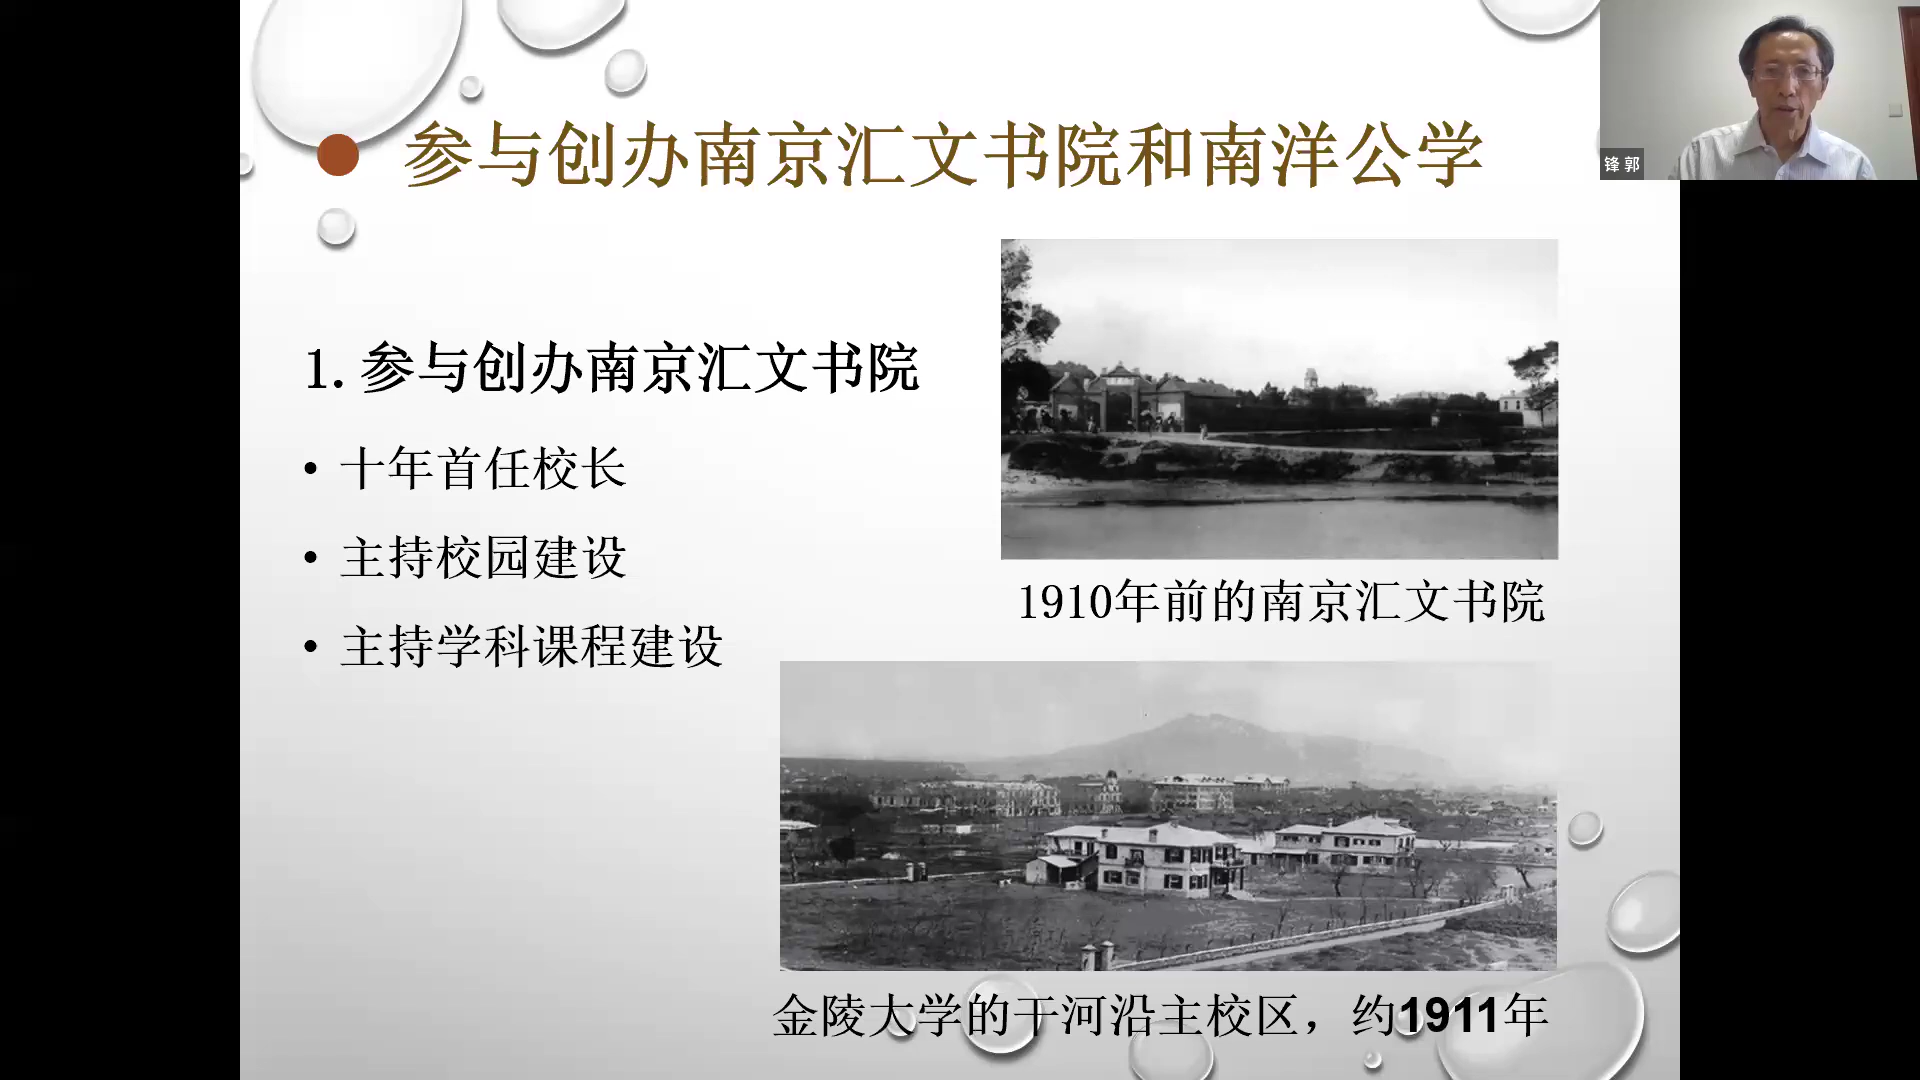 参与创办南京汇文书院和南洋公学
锋 郭
1. 参与创办南京汇文书院
• 十年首任校长
• 主持校园建设
• 主持学科课程建设
1910年前的南京汇文书院
金陵大学的干河沿主校区，约1911年